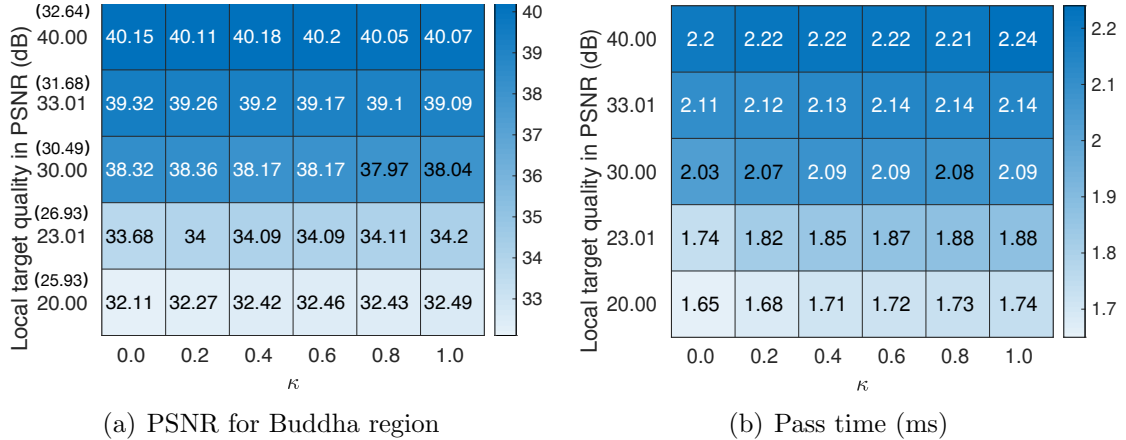 Local target quality in PSNR (dB)
(32.64)
40.00 40.15 40.11 40.18 40.2 40.05 40.07
(31.68)
33.01 39.32 39.26 39.2 39.17 39.1 39.09
(30.49)
30.00 38.32 38.36 38.17 38.17 37.97 38.04
(26.93)
23.01 33.68 34 34.09 34.09 34.11 34.2
(25.93)
20.00 32.11 32.27 32.42 32.46 32.43 32.49
0.0 0.2 0.4 0.6 0.8 1.0
κ
40
39
38
37
36
35
34
33
(a) PSNR for Buddha region
Local target quality in PSNR (dB)
40.00 2.2 2.22 2.22 2.22 2.21 2.24
33.01 2.11 2.12 2.13 2.14 2.14 2.14
30.00 2.03 2.07 2.09 2.09 2.08 2.09
23.01 1.74 1.82 1.85 1.87 1.88 1.88
20.00 1.65 1.68 1.71 1.72 1.73 1.74
0.0 0.2 0.4 0.6 0.8 1.0
κ
2.2
2.1
2
1.9
1.8
1.7
(b) Pass time (ms)